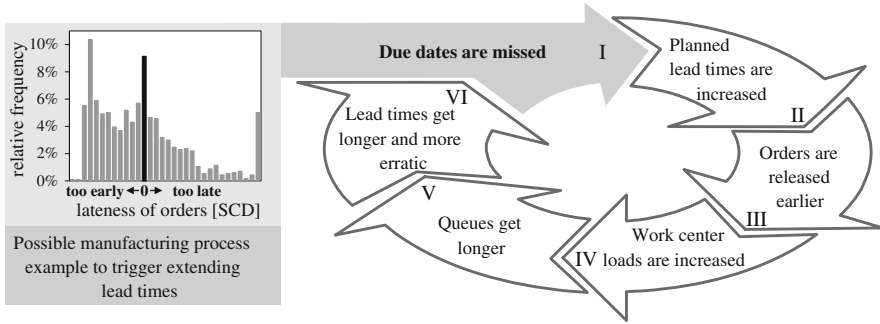 relative frequency
10%
8%
6%
4%
2%
0%
too early 0 too late
lateness of orders [SCD]
Possible manufacturing process
example to trigger extending
lead times
Due dates are missed
I
Planned
lead times are
increased
II
Orders are
released
earlier
III
Work center
loads are increased
IV
Queues get
longer
V
Lead times get
longer and more
erratic
VI